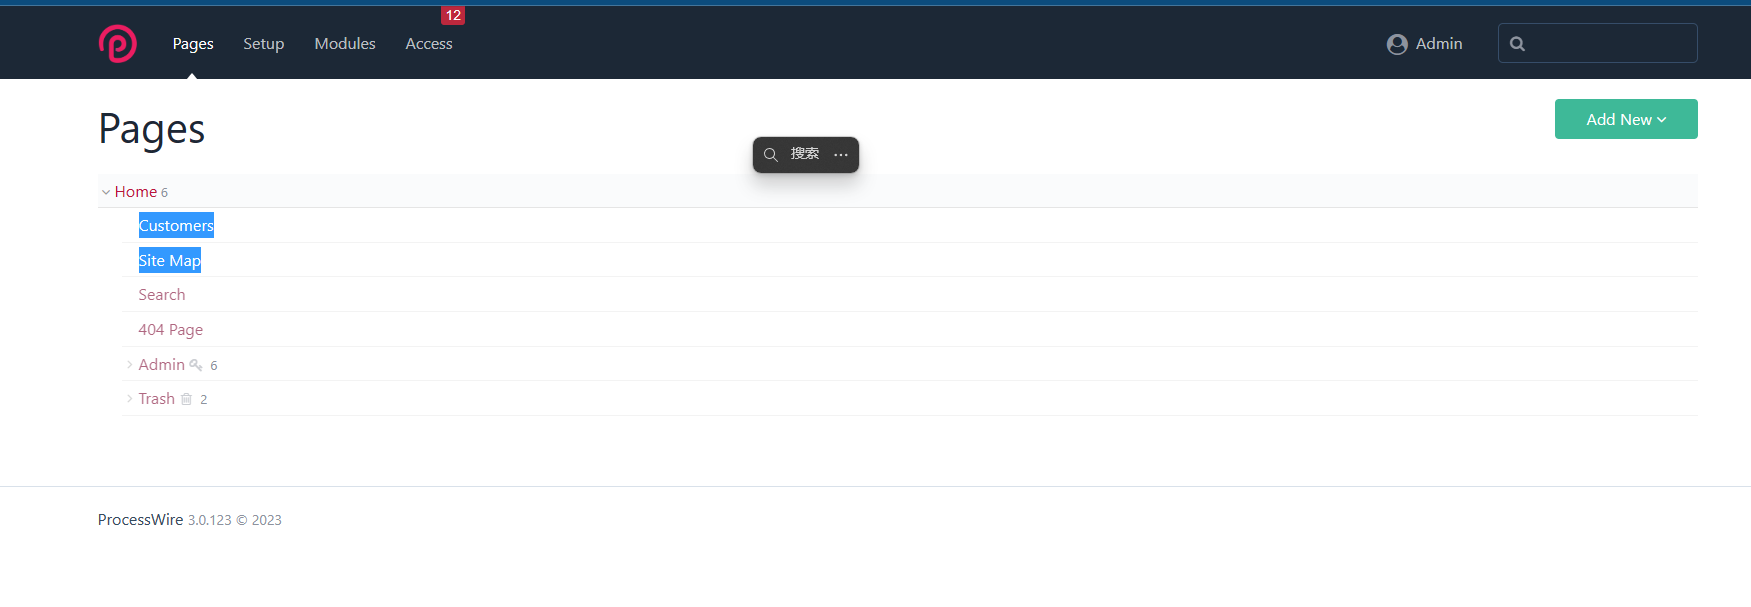 12
Pages Setup Modules Access Admin
Pages
Add New
搜索 ...
Home 6
Customers
Site Map
Search
404 Page
Admin 6
Trash 2
ProcessWire 3.0.123 © 2023